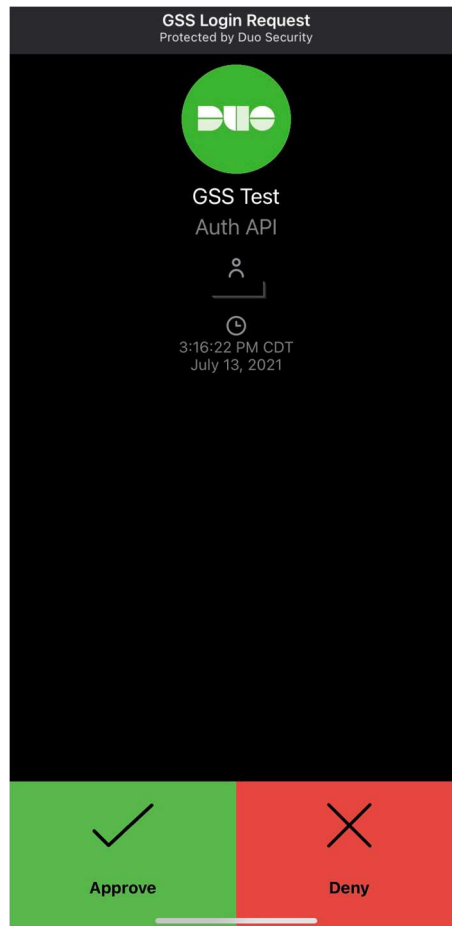 GSS Login Request
Protected by Duo Security
DUO
GSS Test
Auth API
3:16:22 PM CDT
July 13, 2021
Approve
Deny